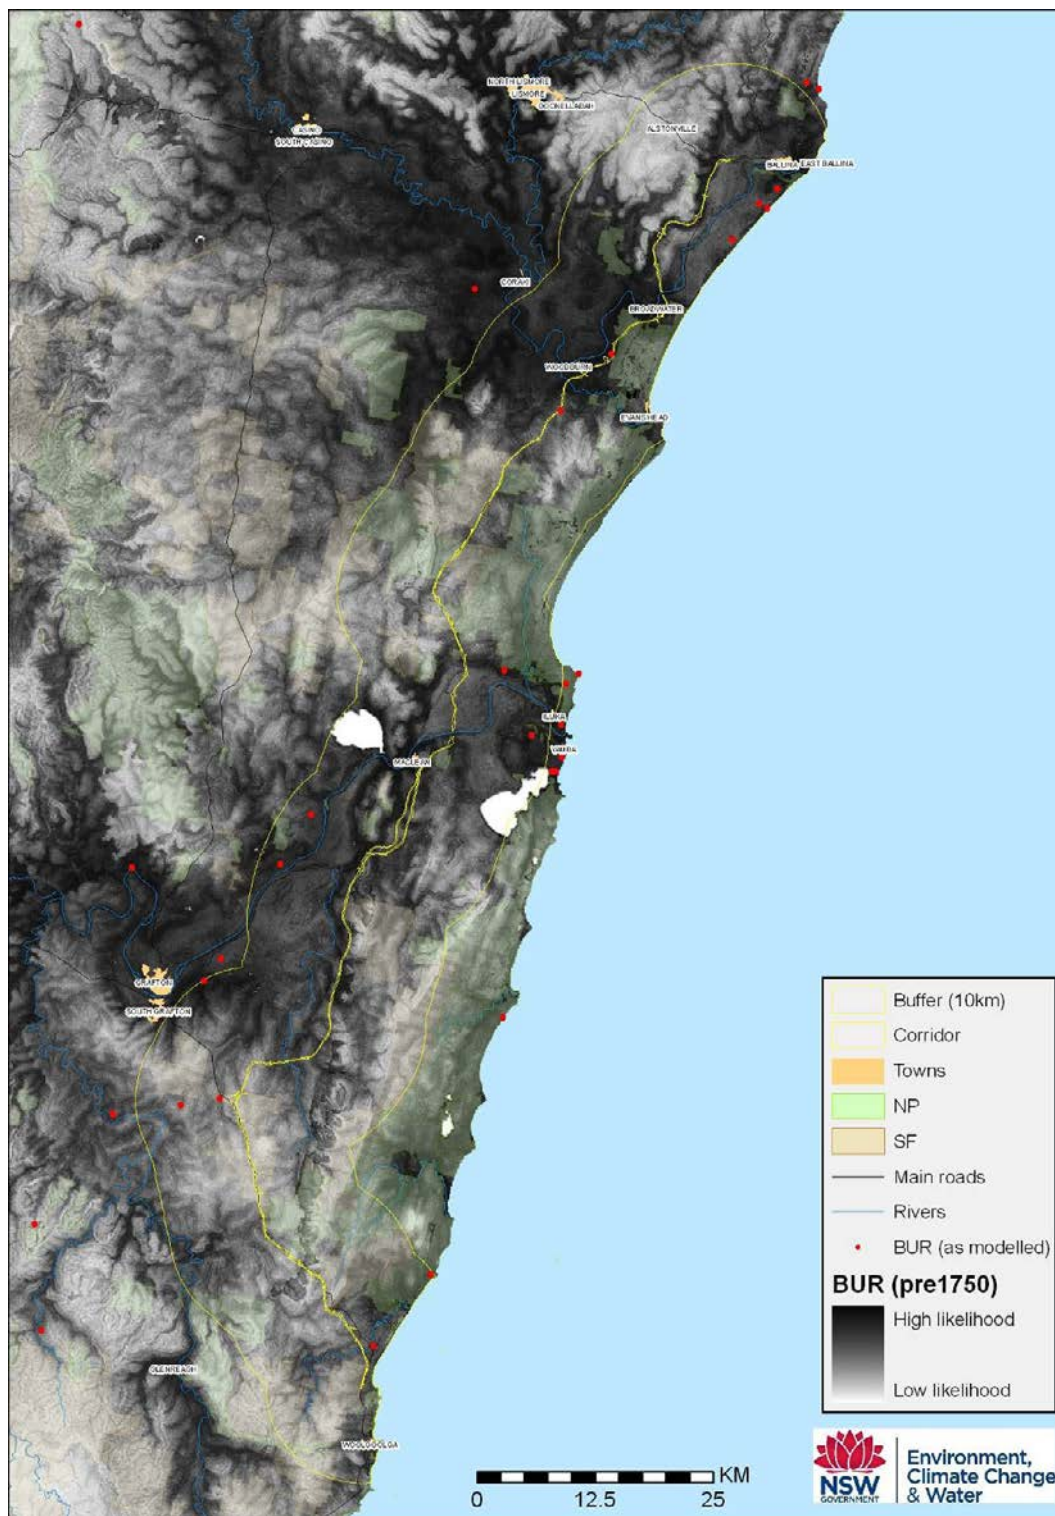 NORTH LISMORE
LISMORE
GOONELLABAH
CASINO
SOUTH CASINO
ALSTONVILLE
BALLINA
EAST BALLINA
CORAKI
BROADWATER
WOODBURN
EVANS HEAD
ILUKA
YAMBA
MACLEAN
GRAFTON
SOUTH GRAFTON
GLENREAGH
WOOLGOOLGA
Buffer (10km)
Corridor
Towns
NP
SF
Main roads
Rivers
BUR (as modelled)
BUR (pre1750)
High likelihood
Low likelihood
KM
0 12.5 25
NSW
GOVERNMENT
Environment,
Climate Change
& Water